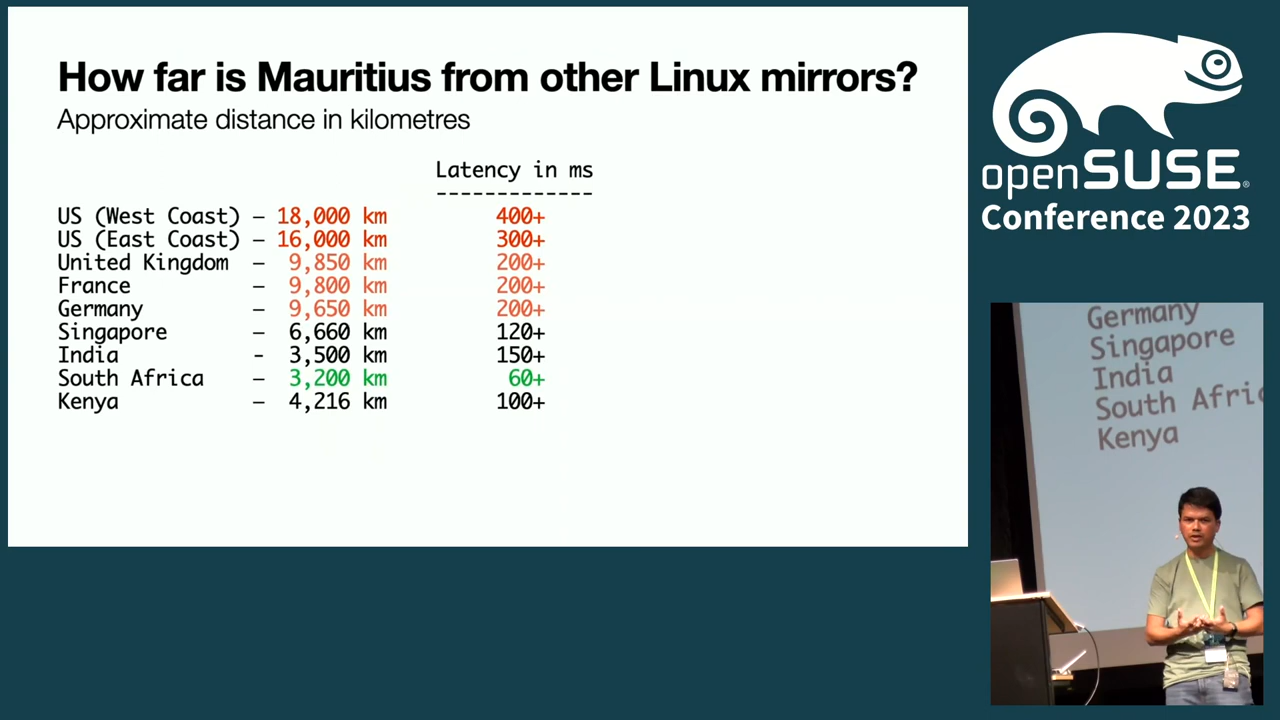 How far is Mauritius from other Linux mirrors?
Approximate distance in kilometres
Latency in ms
-------------
US (West Coast) – 18,000 km 400+
US (East Coast) – 16,000 km 300+
United Kingdom – 9,850 km 200+
France – 9,800 km 200+
Germany – 9,650 km 200+
Singapore – 6,660 km 120+
India - 3,500 km 150+
South Africa – 3,200 km 60+
Kenya – 4,216 km 100+
openSUSE®
Conference 2023
Germany
Singapore
India
South Afric
Kenya